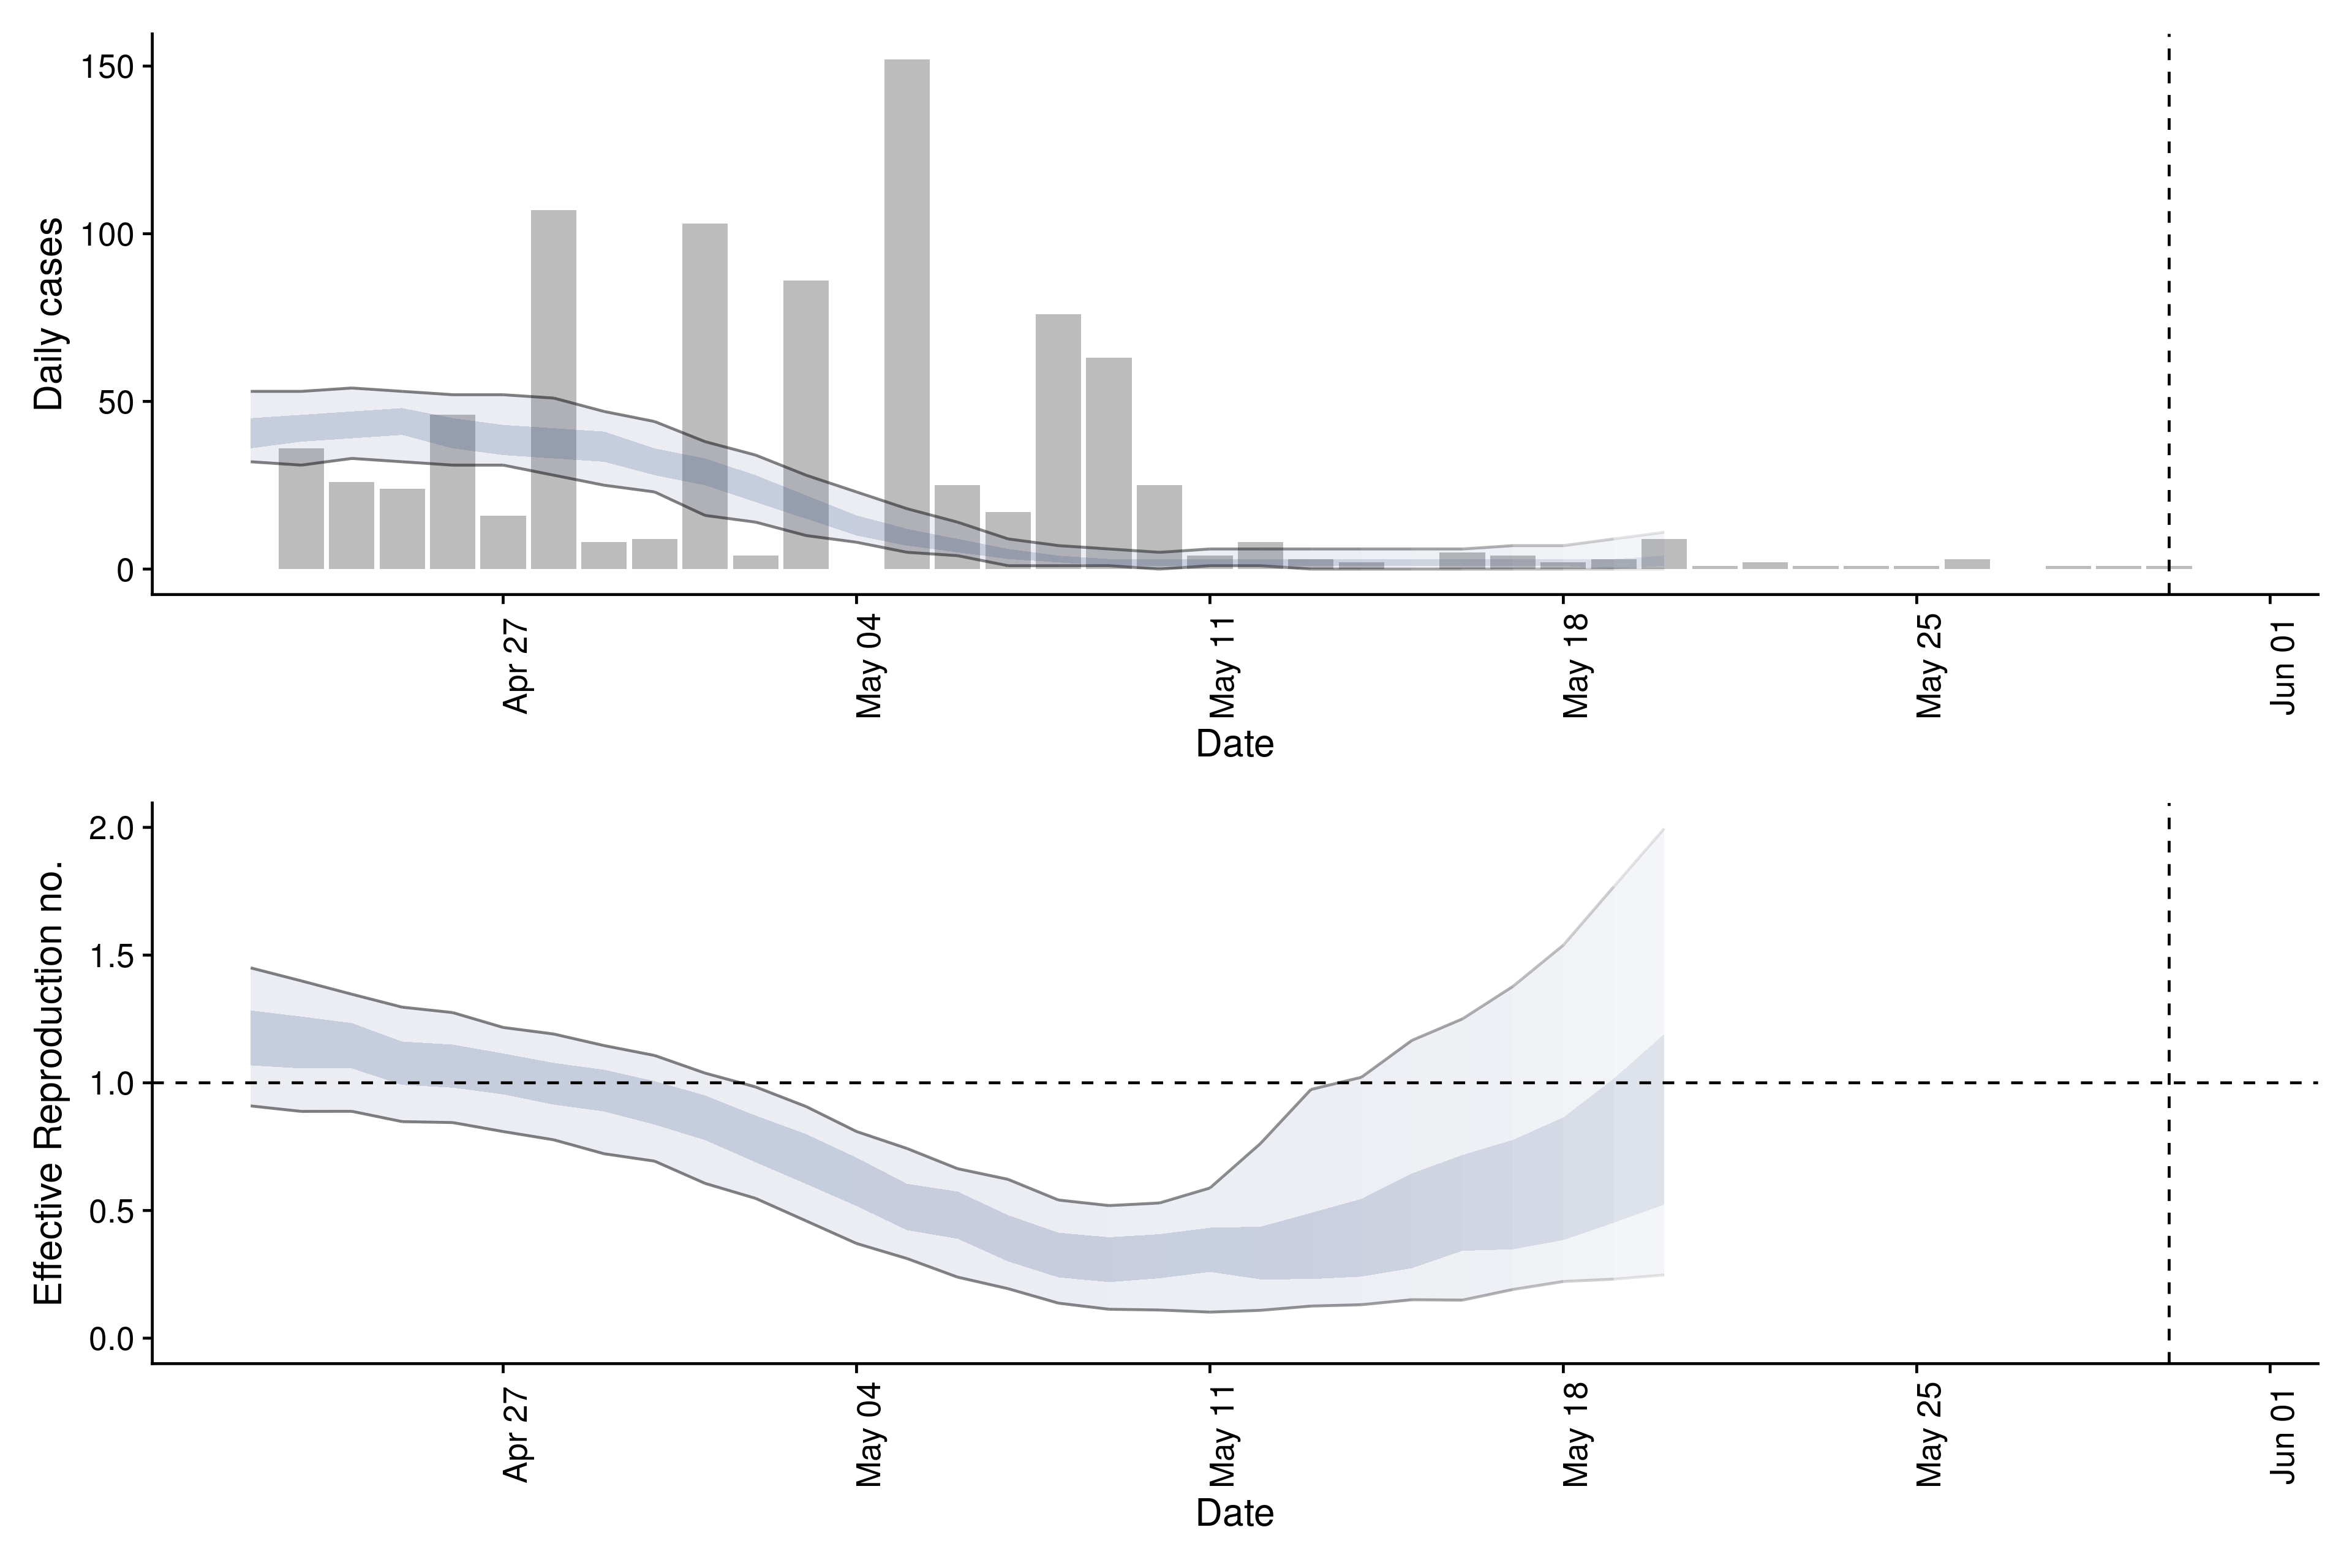 Daily cases
150
100
50
0
Apr 27
May 04
May 11
May 18
May 25
Jun 01
Date
Effective Reproduction no.
2.0
1.5
1.0
0.5
0.0
Apr 27
May 04
May 11
May 18
May 25
Jun 01
Date